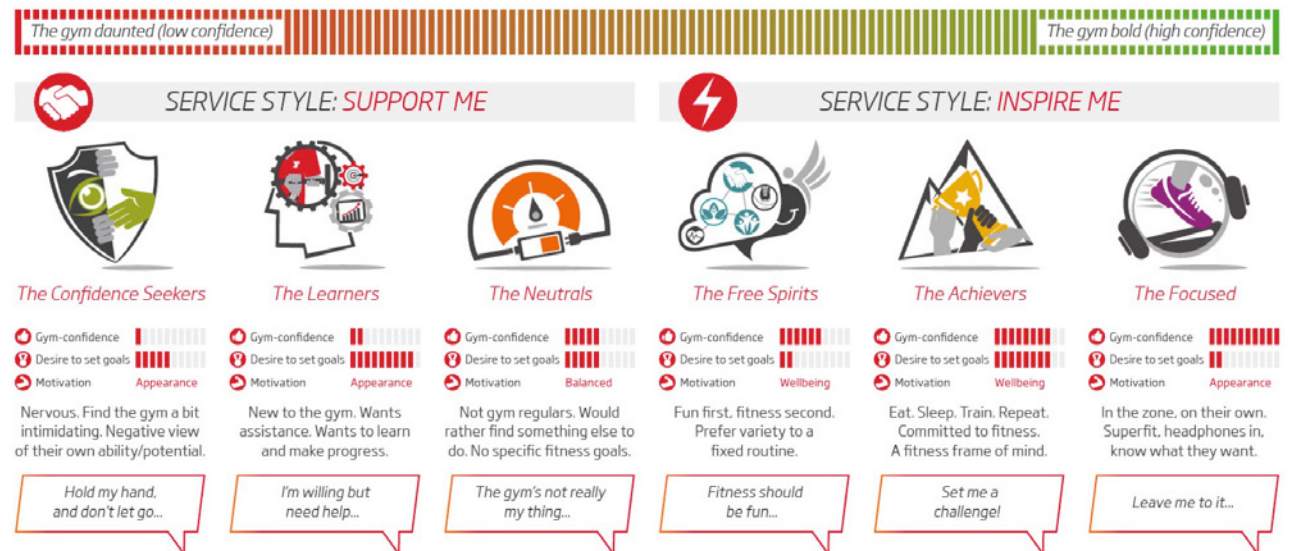 The gym daunted (low confidence)
The gym bold (high confidence)
SERVICE STYLE: SUPPORT ME
SERVICE STYLE: INSPIRE ME
The Confidence Seekers
Gym-confidence
Desire to set goals
Motivation Appearance
Nervous. Find the gym a bit
intimidating. Negative view
of their own ability/potential.
Hold my hand,
and don't let go...
The Learners
Gym-confidence
Desire to set goals
Motivation Appearance
New to the gym. Wants
assistance. Wants to learn
and make progress.
I'm willing but
need help...
The Neutrals
Gym-confidence
Desire to set goals
Motivation Balanced
Not gym regulars. Would
rather find something else to
do. No specific fitness goals.
The gym's not really
my thing...
The Free Spirits
Gym-confidence
Desire to set goals
Motivation Wellbeing
Fun first, fitness second.
Prefer variety to a
fixed routine.
Fitness should
be fun...
The Achievers
Gym-confidence
Desire to set goals
Motivation Wellbeing
Eat. Sleep. Train. Repeat.
Committed to fitness.
A fitness frame of mind.
Set me a
challenge!
The Focused
Gym-confidence
Desire to set goals
Motivation Appearance
In the zone, on their own.
Superfit, headphones in,
know what they want.
Leave me to it...